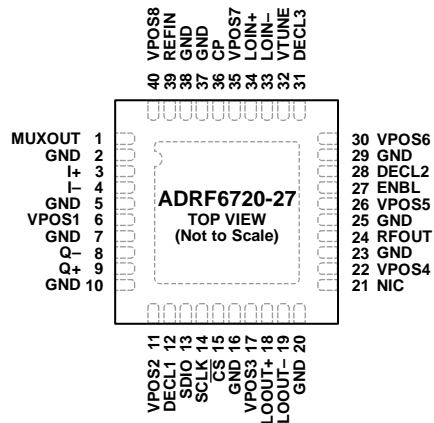 40 VPOS8
39 REFIN
38 GND
37 GND
36 CP
35 VPOS7
34 LOIN+
33 LOIN–
32 VTUNE
31 DECL3
MUXOUT 1
GND 2
I+ 3
I– 4
GND 5
VPOS1 6
GND 7
Q– 8
Q+ 9
GND 10
ADRF6720-27
TOP VIEW
(Not to Scale)
30 VPOS6
29 GND
28 DECL2
27 ENBL
26 VPOS5
25 GND
24 RFOUT
23 GND
22 VPOS4
21 NIC
VPOS2 11
DECL1 12
SDIO 13
SCLK 14
CS 15
GND 16
VPOS3 17
LOOUT+ 18
LOOUT– 19
GND 20